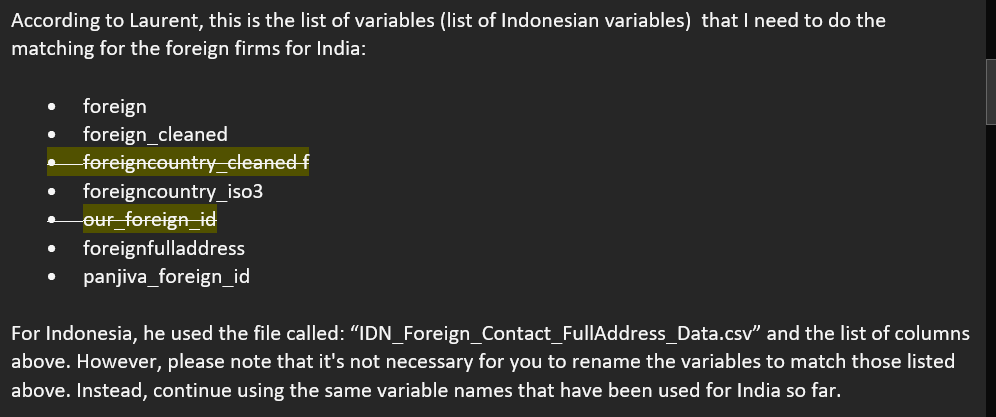 According to Laurent, this is the list of variables (list of Indonesian variables)  that I need to do the
matching for the foreign firms for India:
• foreign
• foreign_cleaned
• foreigncountry_cleaned f
• foreigncountry_iso3
• our_foreign_id
• foreignfulladdress
• panjiva_foreign_id
For Indonesia, he used the file called: “IDN_Foreign_Contact_FullAddress_Data.csv” and the list of columns
above. However, please note that it's not necessary for you to rename the variables to match those listed
above. Instead, continue using the same variable names that have been used for India so far.